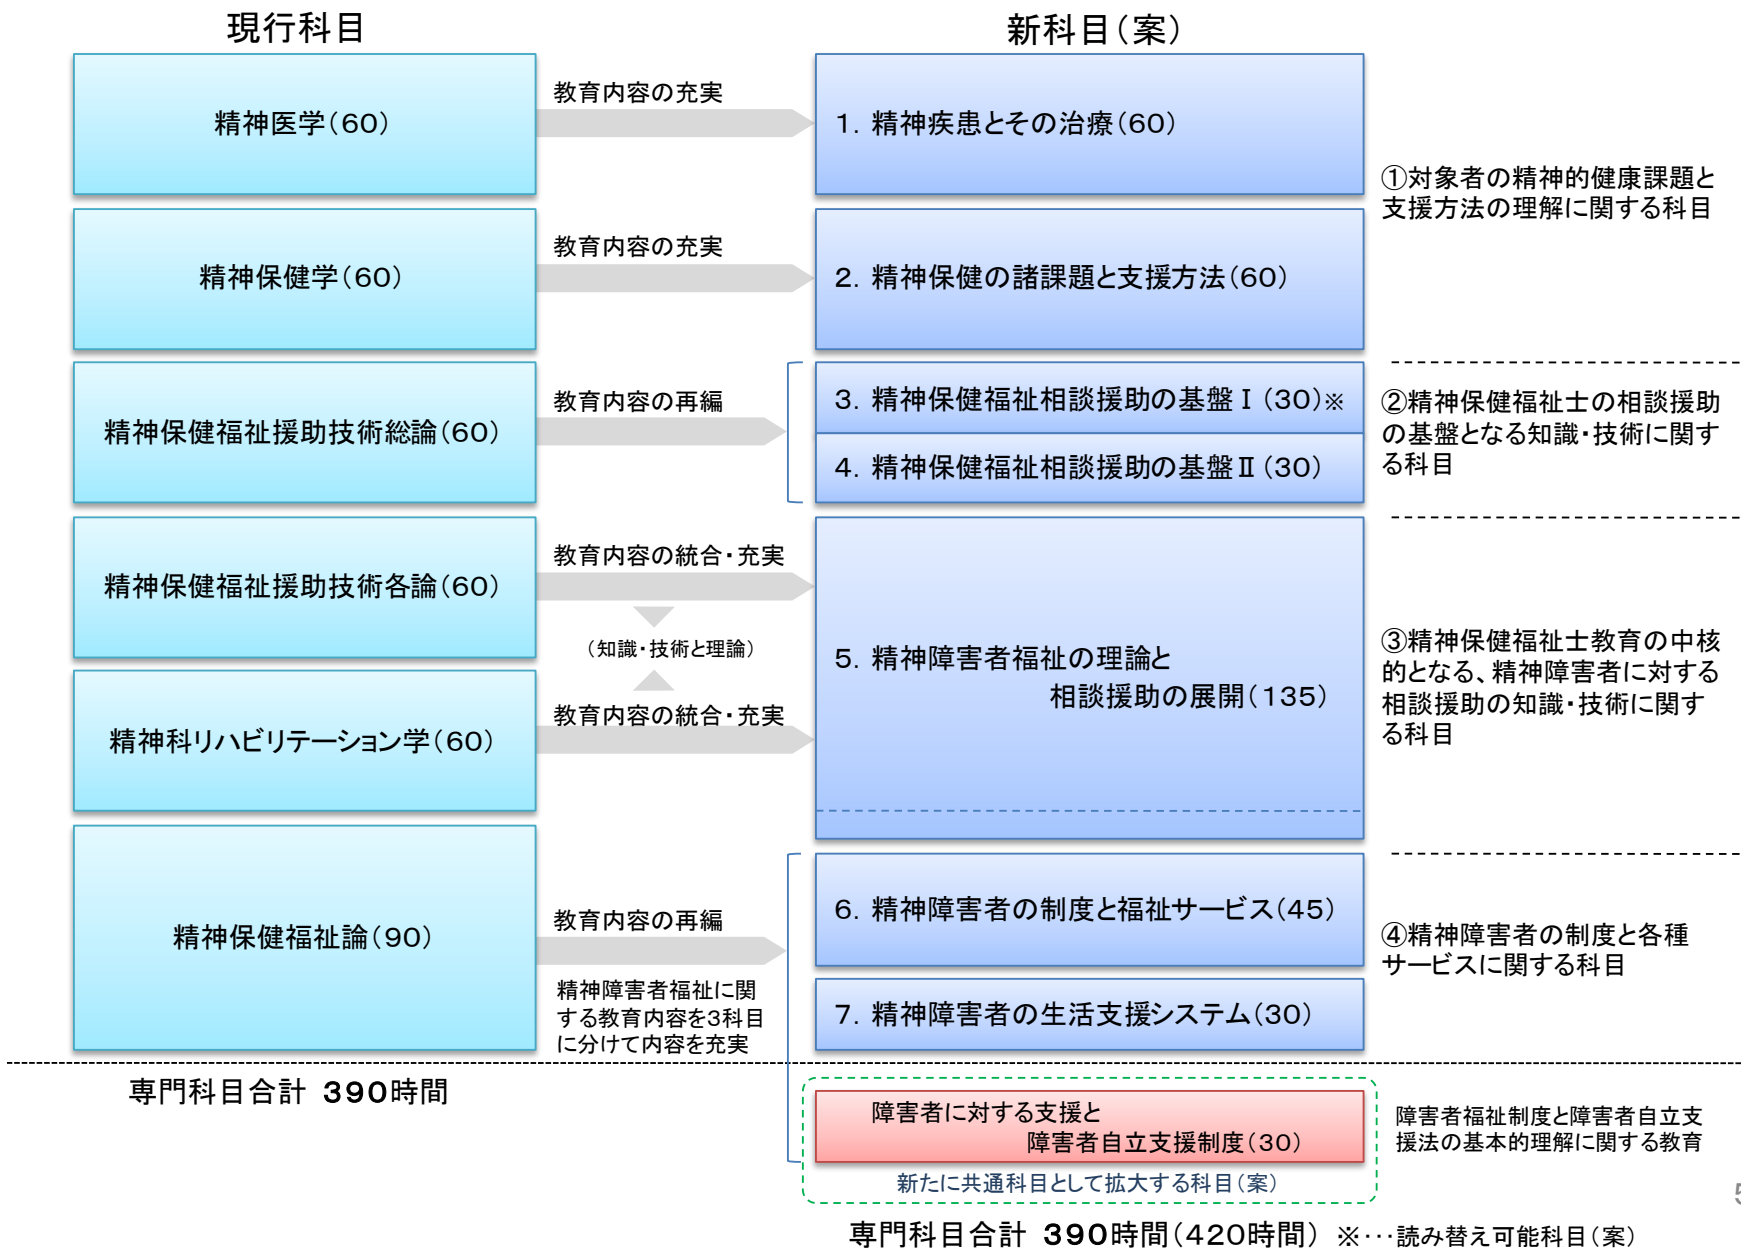 現行科目
新科目(案)
精神医学(60)
教育内容の充実
1. 精神疾患とその治療(60)
①対象者の精神的健康課題と
支援方法の理解に関する科目
精神保健学(60)
教育内容の充実
2. 精神保健の諸課題と支援方法(60)
精神保健福祉援助技術総論(60)
教育内容の再編
3. 精神保健福祉相談援助の基盤Ⅰ(30)※
4. 精神保健福祉相談援助の基盤Ⅱ(30)
②精神保健福祉士の相談援助
の基盤となる知識・技術に関す
る科目
精神保健福祉援助技術各論(60)
教育内容の統合・充実
(知識・技術と理論)
精神科リハビリテーション学(60)
教育内容の統合・充実
5. 精神障害者福祉の理論と
相談援助の展開(135)
③精神保健福祉士教育の中核
的となる、精神障害者に対する
相談援助の知識・技術に関す
る科目
精神保健福祉論(90)
教育内容の再編
精神障害者福祉に関
する教育内容を3科目
に分けて内容を充実
6. 精神障害者の制度と福祉サービス(45)
7. 精神障害者の生活支援システム(30)
④精神障害者の制度と各種
サービスに関する科目
専門科目合計 390時間
障害者に対する支援と
障害者自立支援制度(30)
新たに共通科目として拡大する科目(案)
障害者福祉制度と障害者自立支
援法の基本的理解に関する教育
専門科目合計 390時間(420時間) ※・・・読み替え可能科目(案)